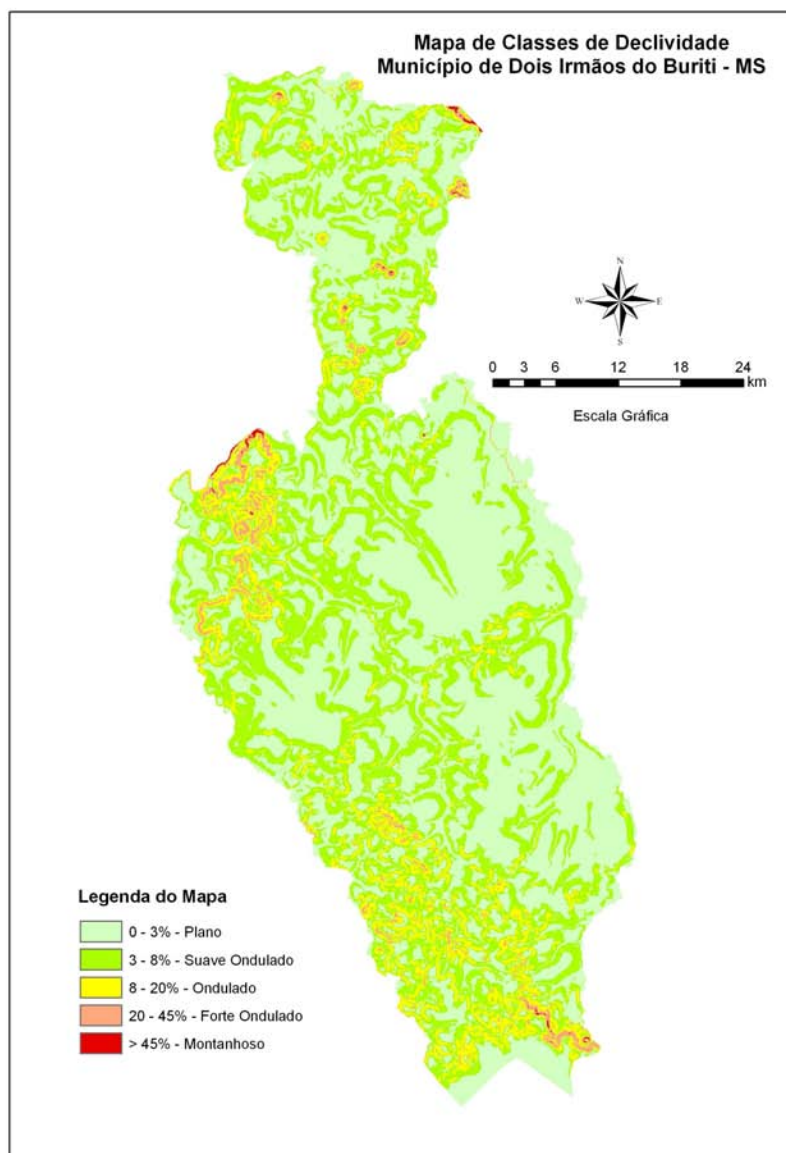 Mapa de Classes de Declividade
Município de Dois Irmãos do Buriti - MS
N
W E
S
0 3 6 12 18 24
km
Escala Gráfica
Legenda do Mapa
0 - 3% - Plano
3 - 8% - Suave Ondulado
8 - 20% - Ondulado
20 - 45% - Forte Ondulado
> 45% - Montanhoso